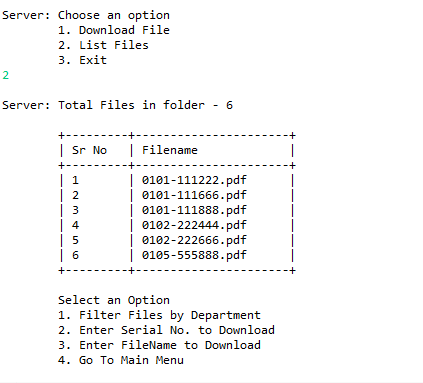 Server: Choose an option
        1. Download File
        2. List Files
        3. Exit
2
Server: Total Files in folder - 6
        +---------+----------------------+
        | Sr No   | Filename             |
        +---------+----------------------+
        | 1       | 0101-111222.pdf      |
        | 2       | 0101-111666.pdf      |
        | 3       | 0101-111888.pdf      |
        | 4       | 0102-222444.pdf      |
        | 5       | 0102-222666.pdf      |
        | 6       | 0105-555888.pdf      |
        +---------+----------------------+
        Select an Option
        1. Filter Files by Department
        2. Enter Serial No. to Download
        3. Enter FileName to Download
        4. Go To Main Menu